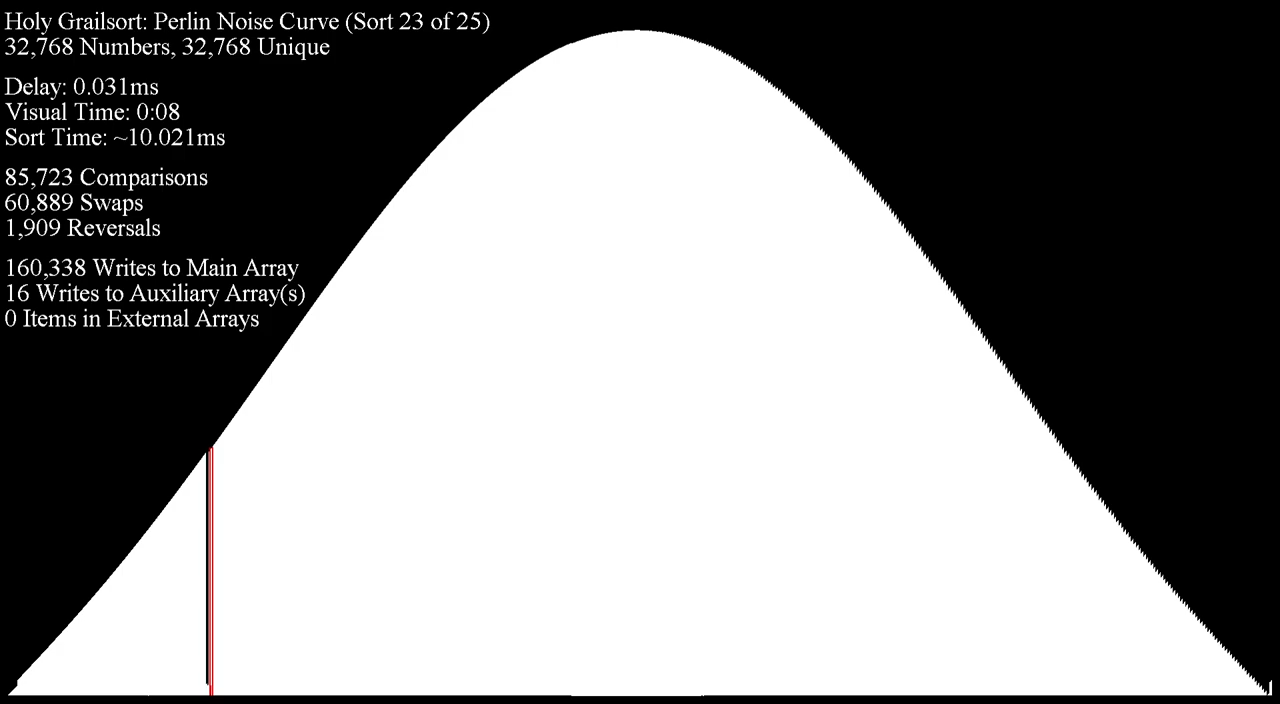 Holy Grailsort: Perlin Noise Curve (Sort 23 of 25)
32,768 Numbers, 32,768 Unique
Delay: 0.031ms
Visual Time: 0:08
Sort Time: ~10.021ms
85,723 Comparisons
60,889 Swaps
1,909 Reversals
160,338 Writes to Main Array
16 Writes to Auxiliary Array(s)
0 Items in External Arrays